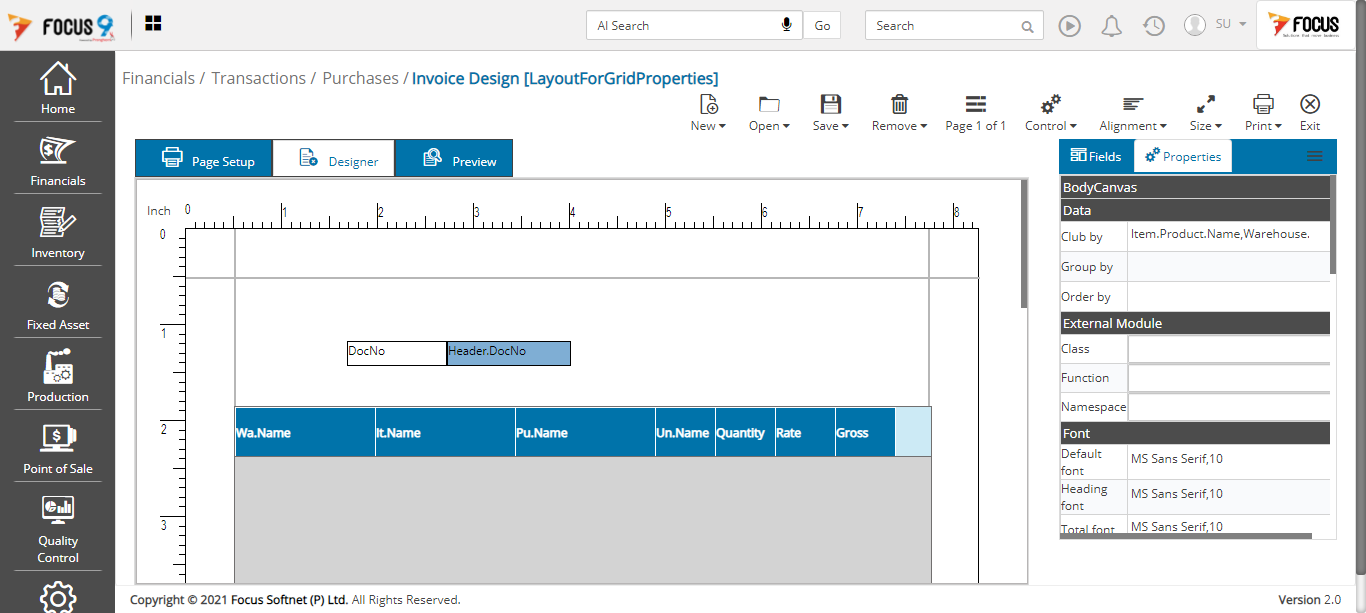 FOCUS 9
AI Search
Go
Search
SU
FOCUS
Home
Financials
Inventory
Fixed Asset
Production
Point of Sale
Quality
Control
Financials / Transactions / Purchases / Invoice Design [LayoutForGridProperties]
New
Open
Save
Remove
Page 1 of 1
Control
Alignment
Size
Print
Exit
Page Setup
Designer
Preview
Inch
0 1 2 3 4 5 6 7 8
0
1
2
3
DocNo
Header.DocNo
Wa.Name
It.Name
Pu.Name
Un.Name
Quantity
Rate
Gross
Fields
Properties
BodyCanvas
Data
Club by
Item.Product.Name,Warehouse.
Group by
Order by
External Module
Class
Function
Namespace
Font
Default
font
MS Sans Serif,10
Heading
font
MS Sans Serif,10
Total font
MS Sans Serif,10
Copyright © 2021 Focus Softnet (P) Ltd. All Rights Reserved.
Version 2.0